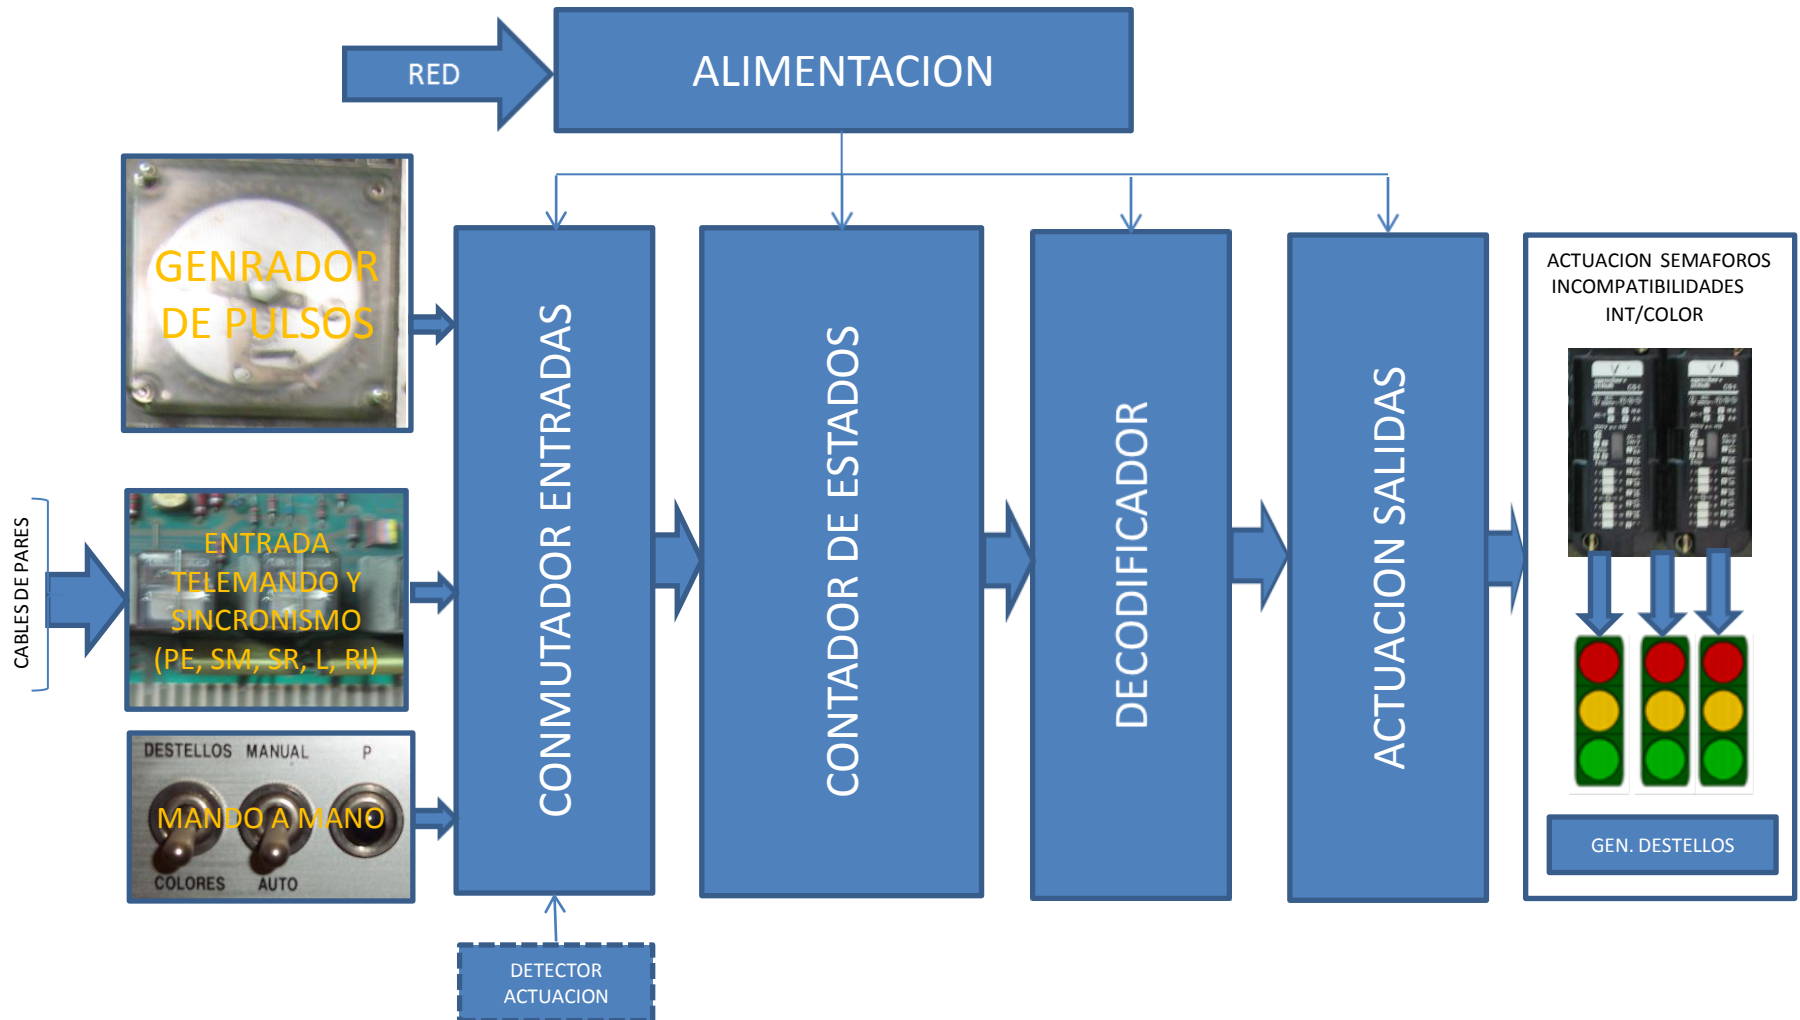 RED
ALIMENTACION
GENRADOR
DE PULSOS
CABLES DE PARES
ENTRADA
TELEMANDO Y
SINCRONISMO
(PE, SM, SR, L, RI)
DESTELLOS MANUAL P
MANDO A MANO
COLORES AUTO
CONMUTADOR ENTRADAS
CONTADOR DE ESTADOS
DECODIFICADOR
ACTUACION SALIDAS
ACTUACION SEMAFOROS
INCOMPATIBILIDADES
INT/COLOR
V
V
GEN. DESTELLOS
DETECTOR
ACTUACION